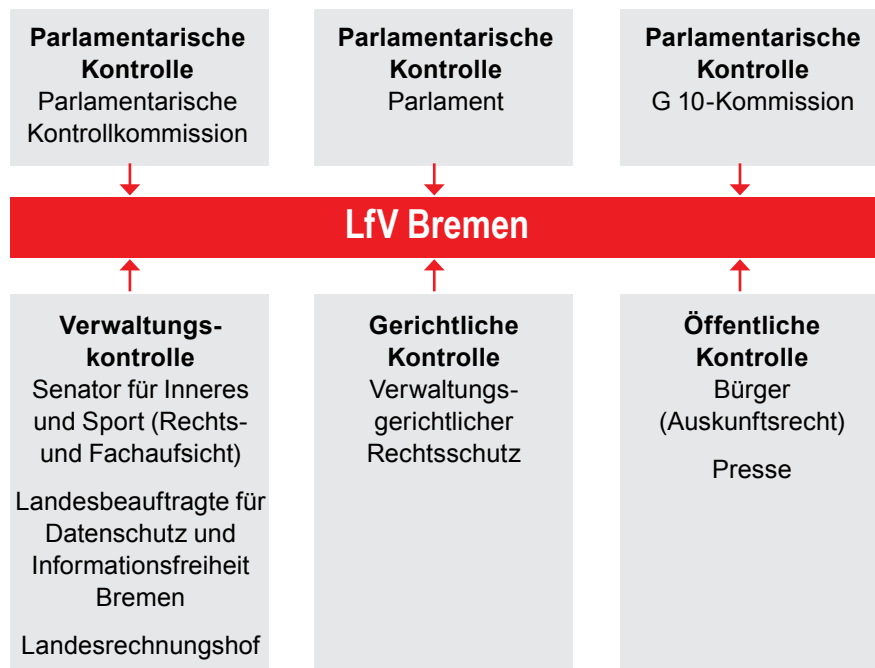 Parlamentarische
Kontrolle
Parlamentarische
Kontrollkommission
Parlamentarische
Kontrolle
Parlament
Parlamentarische
Kontrolle
G 10-Kommission
LfV Bremen
Verwaltungs-
kontrolle
Senator für Inneres
und Sport (Rechts-
und Fachaufsicht)
Landesbeauftragte für
Datenschutz und
Informationsfreiheit
Bremen
Landesrechnungshof
Gerichtliche
Kontrolle
Verwaltungs-
gerichtlicher
Rechtsschutz
Öffentliche
Kontrolle
Bürger
(Auskunftsrecht)
Presse